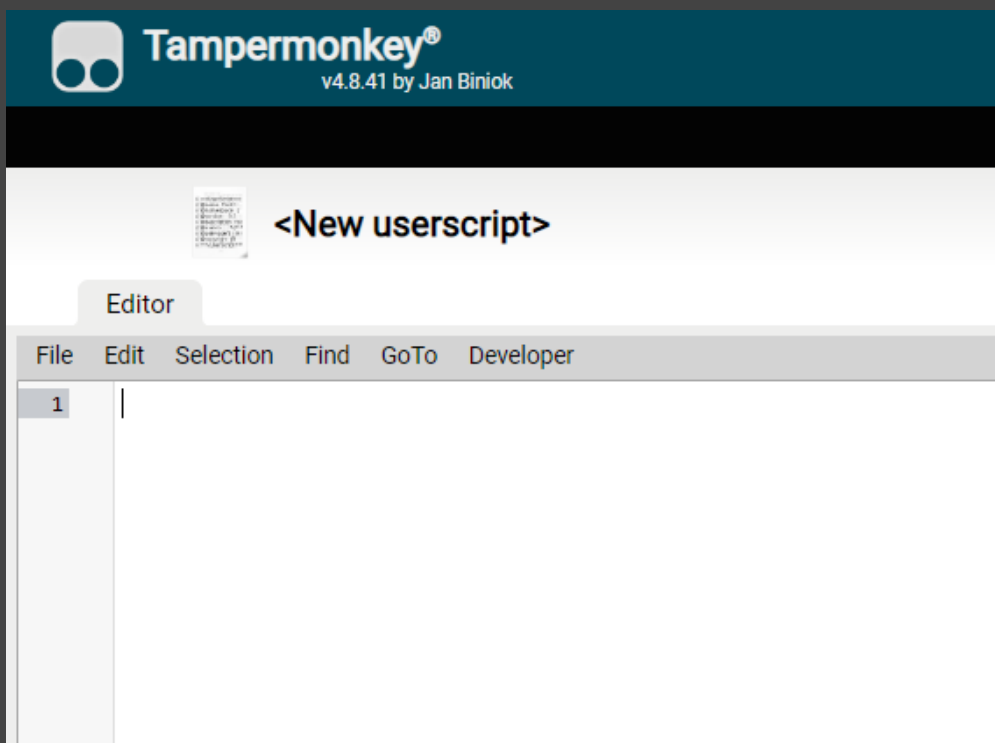 Tampermonkey®
v4.8.41 by Jan Biniok
<New userscript>
Editor
File Edit Selection Find GoTo Developer
1